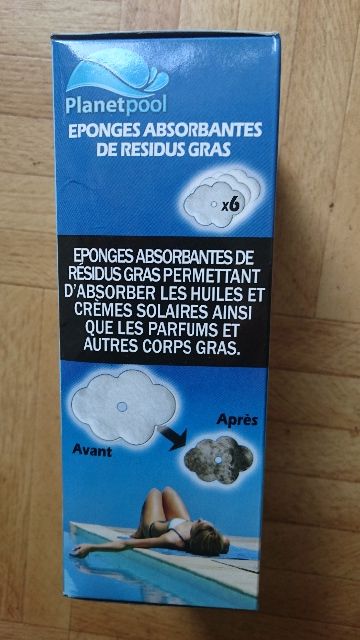 Planetpool
EPONGES ABSORBANTES
DE RESIDUS GRAS
x6
EPONGES ABSORBANTES DE
RÉSIDUS GRAS PERMETTANT
D'ABSORBER LES HUILES ET
CRÈMES SOLAIRES AINSI
QUE LES PARFUMS ET
AUTRES CORPS GRAS.
Après
Avant